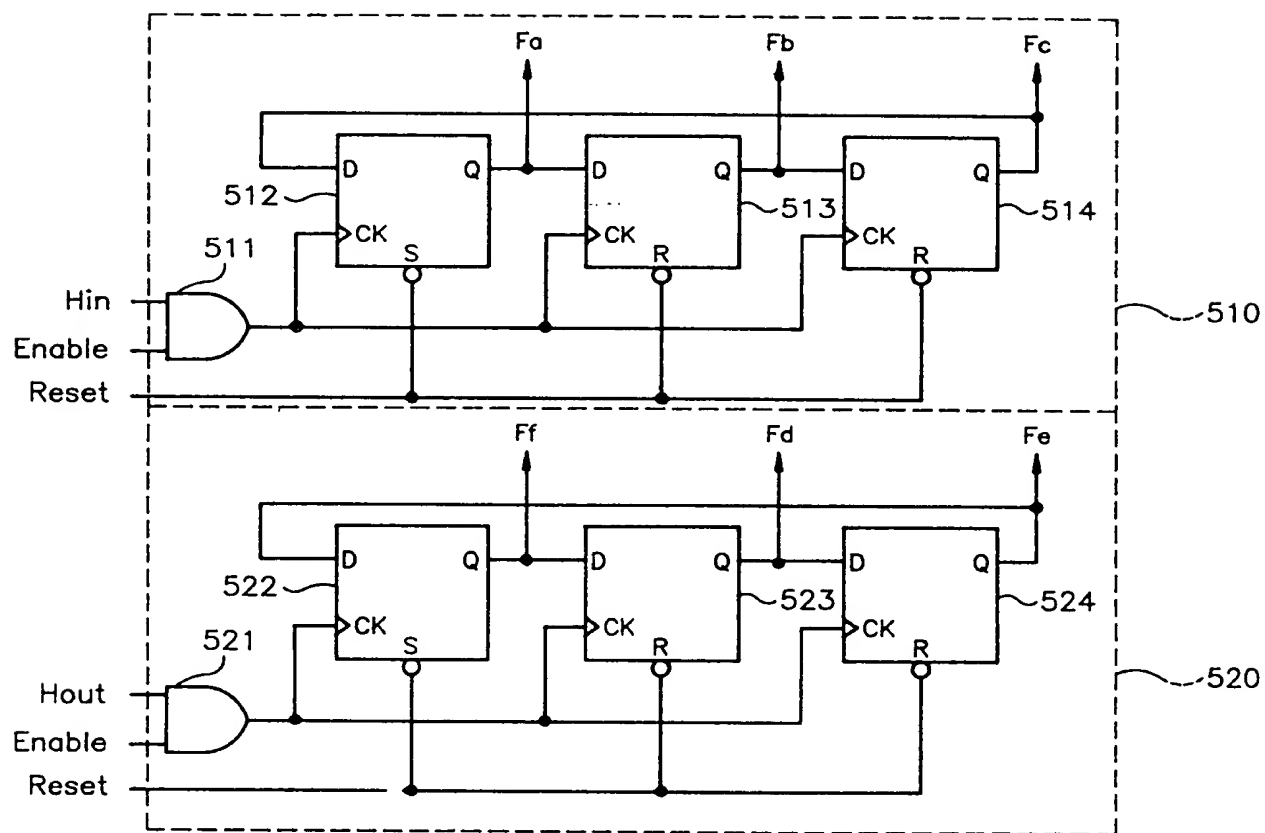 Fa Fb Fc
D Q D Q D Q
512 513 514
CK CK CK
511 S R R
Hin
510
Enable
Reset
Ff Fd Fe
D Q D Q D Q
522 523 524
CK CK CK
521 S R R
Hout
520
Enable
Reset